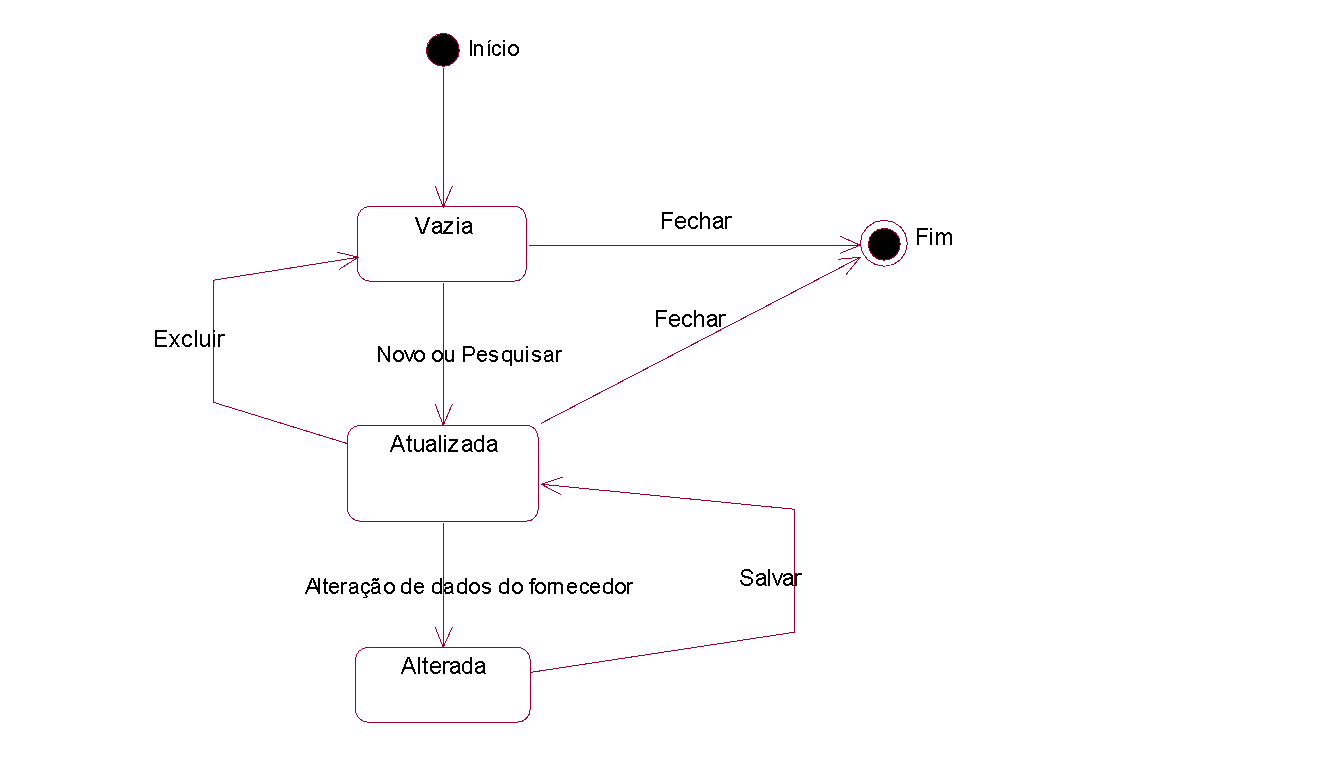 Início
Vazia
Fechar
Fim
Excluir
Fechar
Novo ou Pesquisar
Atualizada
Alteração de dados do fornecedor
Salvar
Alterada